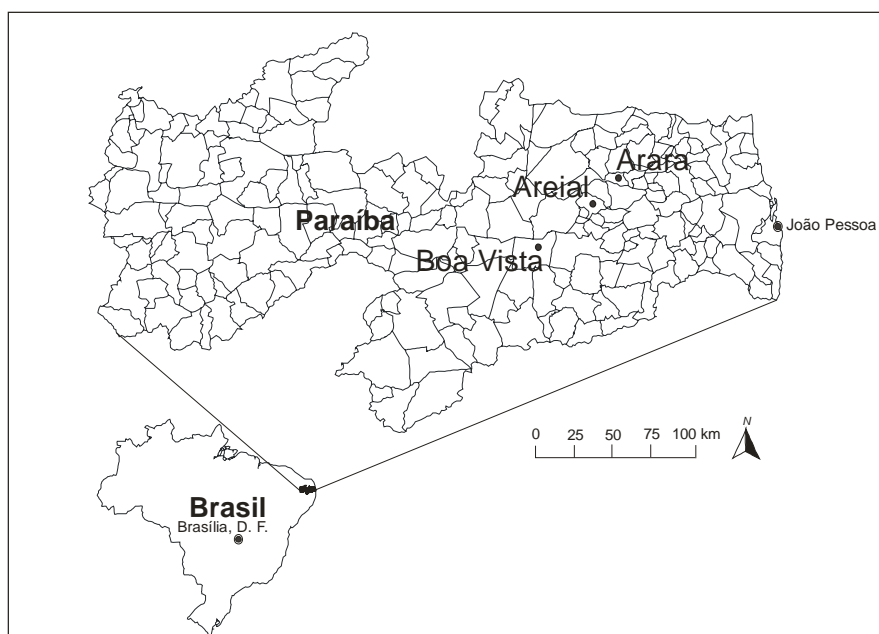 Arara
Areial
Paraíba
João Pessoa
Boa Vista
0 25 50 75 100 km
N
Brasil
Brasília, D. F.